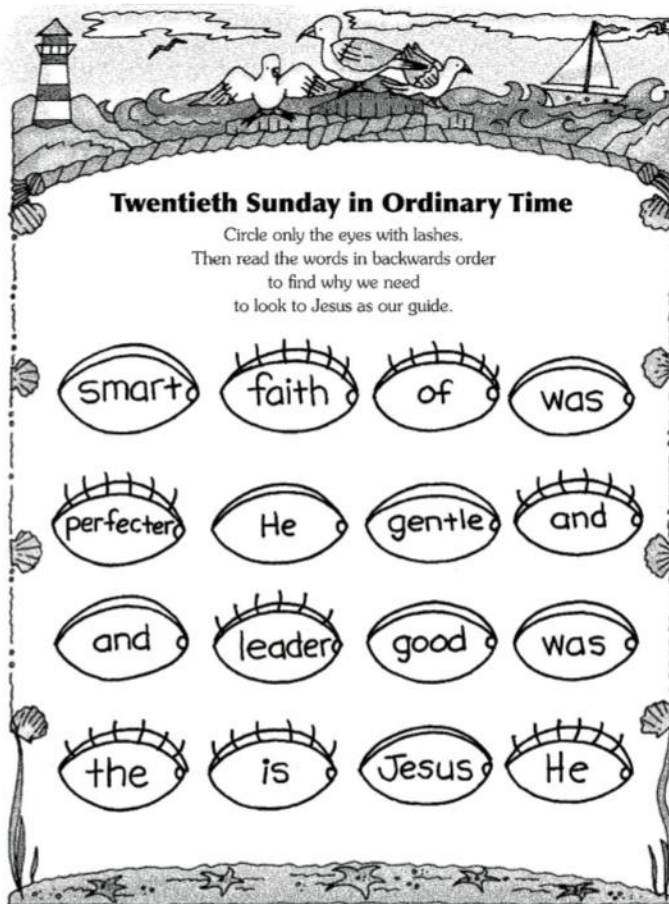 Twentieth Sunday in Ordinary Time
Circle only the eyes with lashes.
Then read the words in backwards order
to find why we need
to look to Jesus as our guide.
smart faith of was
perfecter He gentle and
and leader good was
the is Jesus He